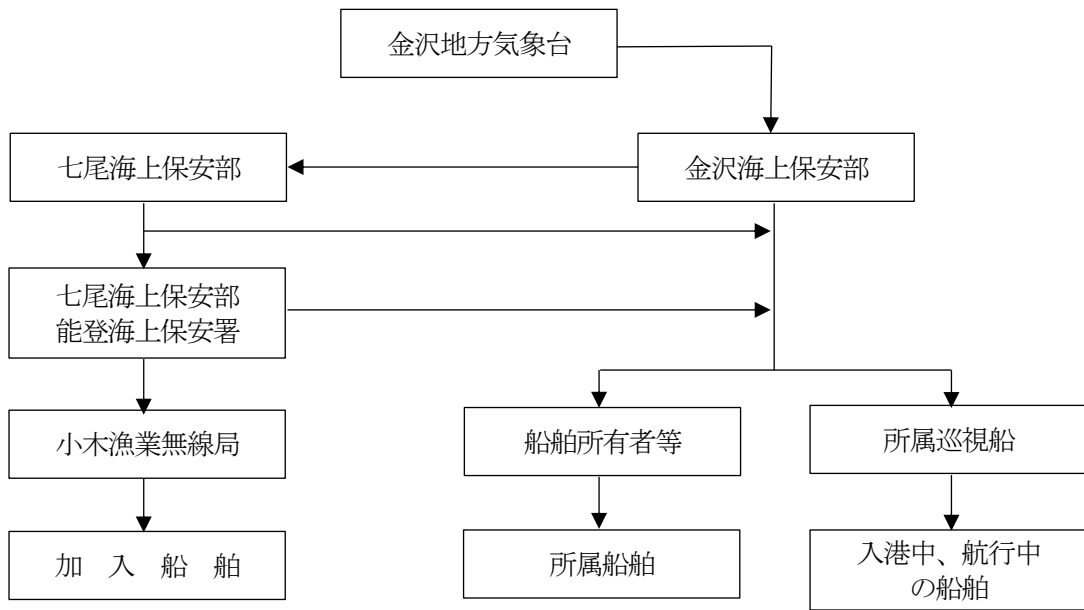 金沢地方気象台
七尾海上保安部
金沢海上保安部
七尾海上保安部
能登海上保安署
小木漁業無線局
船舶所有者等
所属巡視船
加　入　船　舶
所属船舶
入港中、航行中
の船舶